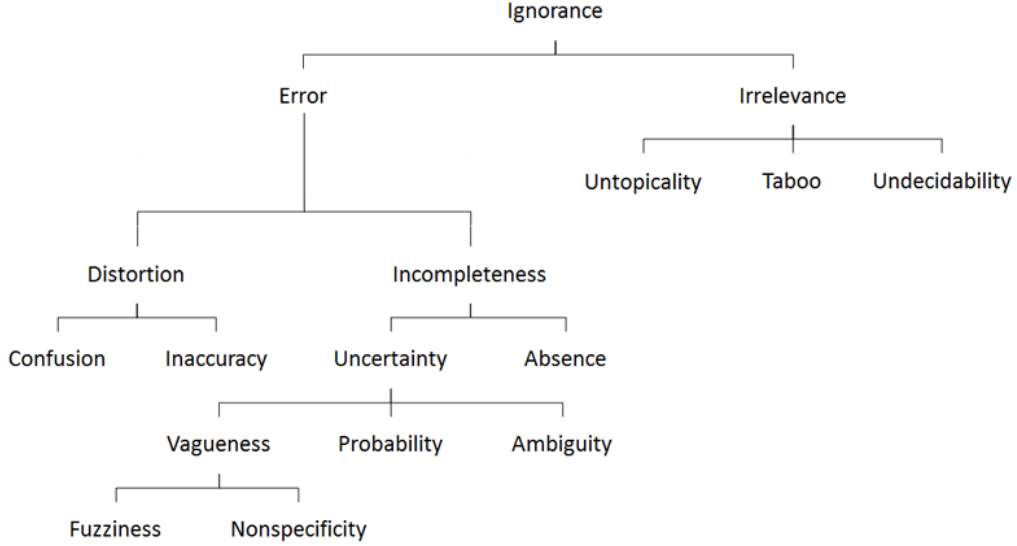 Ignorance
Error
Irrelevance
Untopicality
Taboo
Undecidability
Distortion
Incompleteness
Confusion
Inaccuracy
Uncertainty
Absence
Vagueness
Probability
Ambiguity
Fuzziness
Nonspecificity